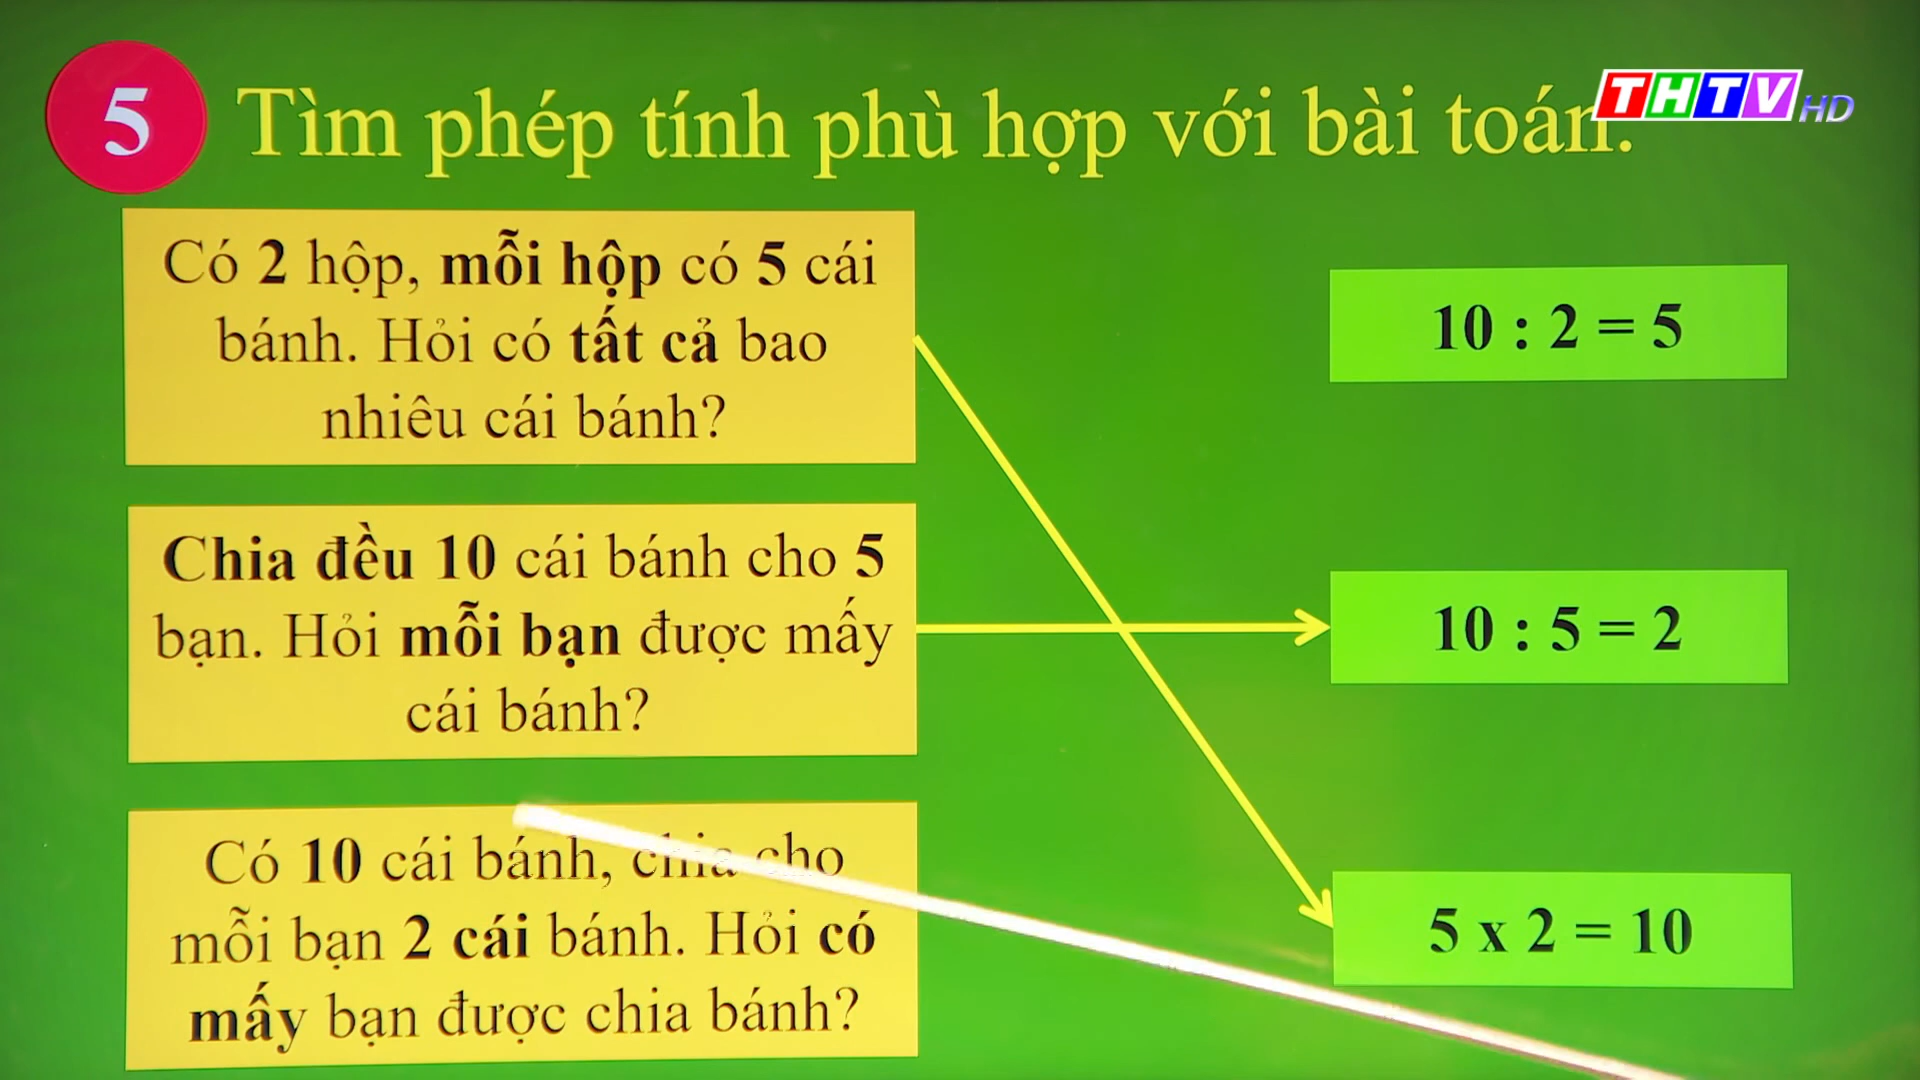 5 Tìm phép tính phù hợp với bài toán.
THTV HD
Có 2 hộp, mỗi hộp có 5 cái
bánh. Hỏi có tất cả bao
nhiêu cái bánh?
10 : 2 = 5
Chia đều 10 cái bánh cho 5
bạn. Hỏi mỗi bạn được mấy
cái bánh?
10 : 5 = 2
Có 10 cái bánh, chia cho
mỗi bạn 2 cái bánh. Hỏi có
mấy bạn được chia bánh?
5 x 2 = 10